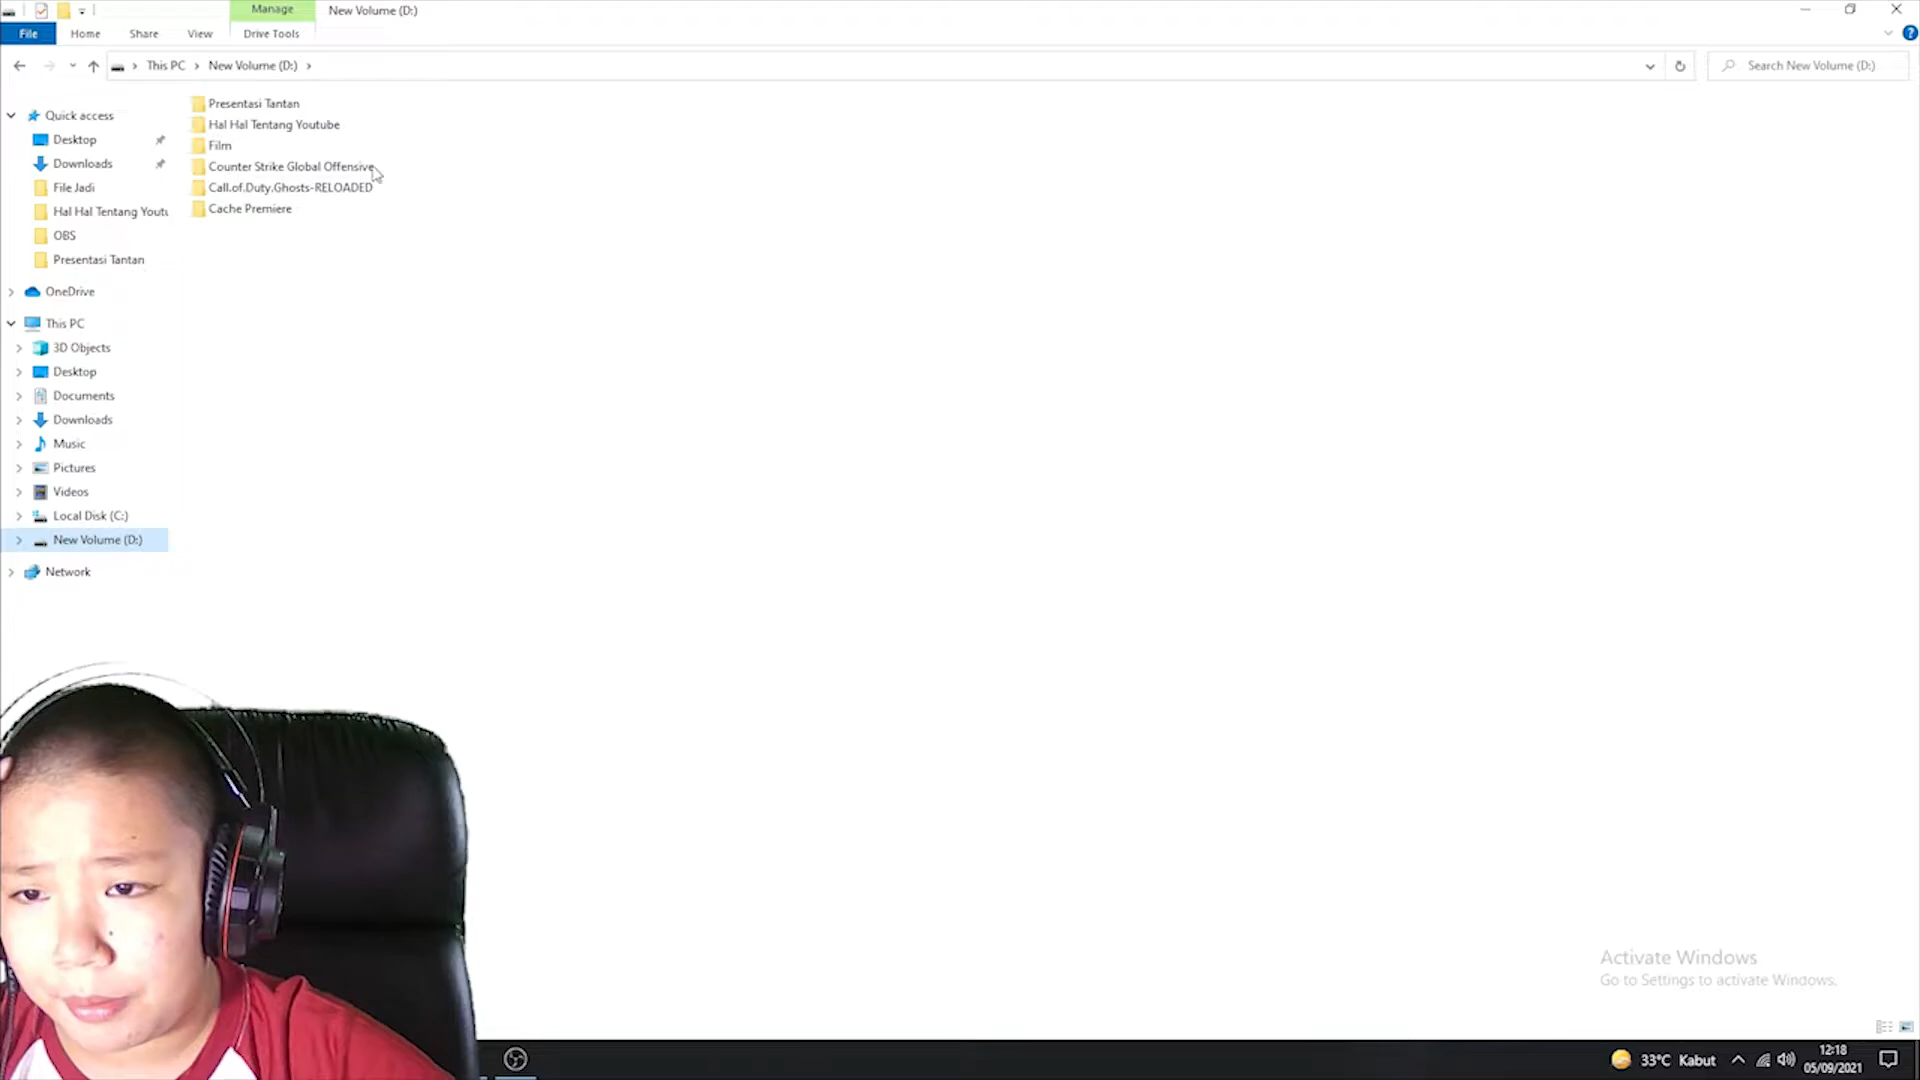 Manage
New Volume (D:)
File
Home
Share
View
Drive Tools
This PC
New Volume (D:)
Search New Volume (D:)
Quick access
Desktop
Downloads
File Jadi
Hal Hal Tentang Youtu
OBS
Presentasi Tantan
OneDrive
This PC
3D Objects
Desktop
Documents
Downloads
Music
Pictures
Videos
Local Disk (C:)
New Volume (D:)
Network
Presentasi Tantan
Hal Hal Tentang Youtube
Film
Counter Strike Global Offensive
Call.of.Duty.Ghosts-RELOADED
Cache Premiere
Activate Windows
Go to Settings to activate Windows.
33°C Kabut
12:18
05/09/2021